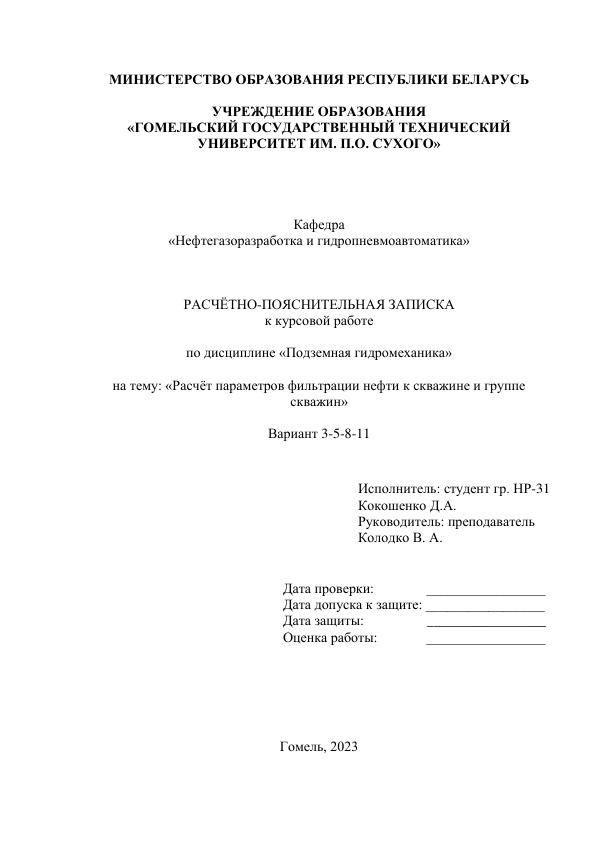 МИНИСТЕРСТВО ОБРАЗОВАНИЯ РЕСПУБЛИКИ БЕЛАРУСЬ
УЧРЕЖДЕНИЕ ОБРАЗОВАНИЯ
«ГОМЕЛЬСКИЙ ГОСУДАРСТВЕННЫЙ ТЕХНИЧЕСКИЙ
УНИВЕРСИТЕТ ИМ. П.О. СУХОГО»
Кафедра
«Нефтегазоразработка и гидропневмоавтоматика»
РАСЧЁТНО-ПОЯСНИТЕЛЬНАЯ ЗАПИСКА
к курсовой работе
по дисциплине «Подземная гидромеханика»
на тему: «Расчёт параметров фильтрации нефти к скважине и группе
скважин»
Вариант 3-5-8-11
Исполнитель: студент гр. НР-31
Кокошенко Д.А.
Руководитель: преподаватель
Колодко В. А.
Дата проверки: _________________
Дата допуска к защите: _________________
Дата защиты: _________________
Оценка работы: _________________
Гомель, 2023